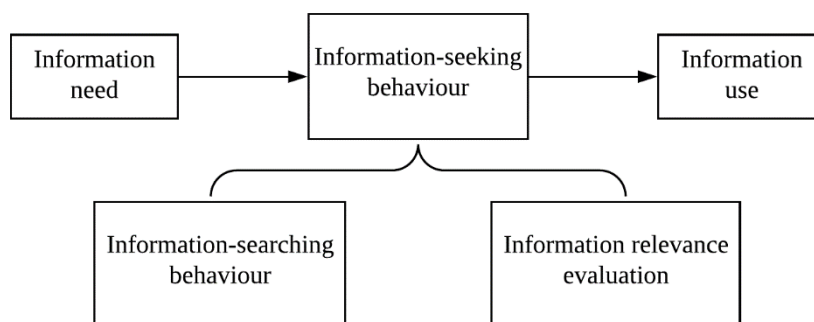 Information
need
Information-seeking
behaviour
Information
use
Information-searching
behaviour
Information relevance
evaluation